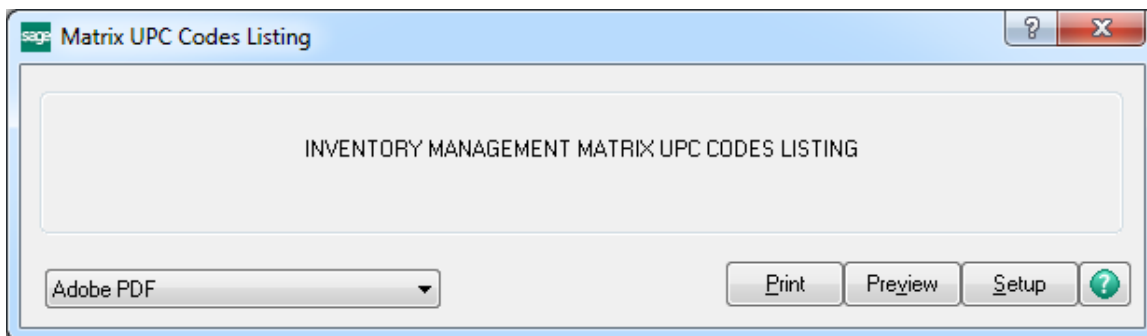 sage Matrix UPC Codes Listing
INVENTORY MANAGEMENT MATRIX UPC CODES LISTING
Adobe PDF Print Preview Setup